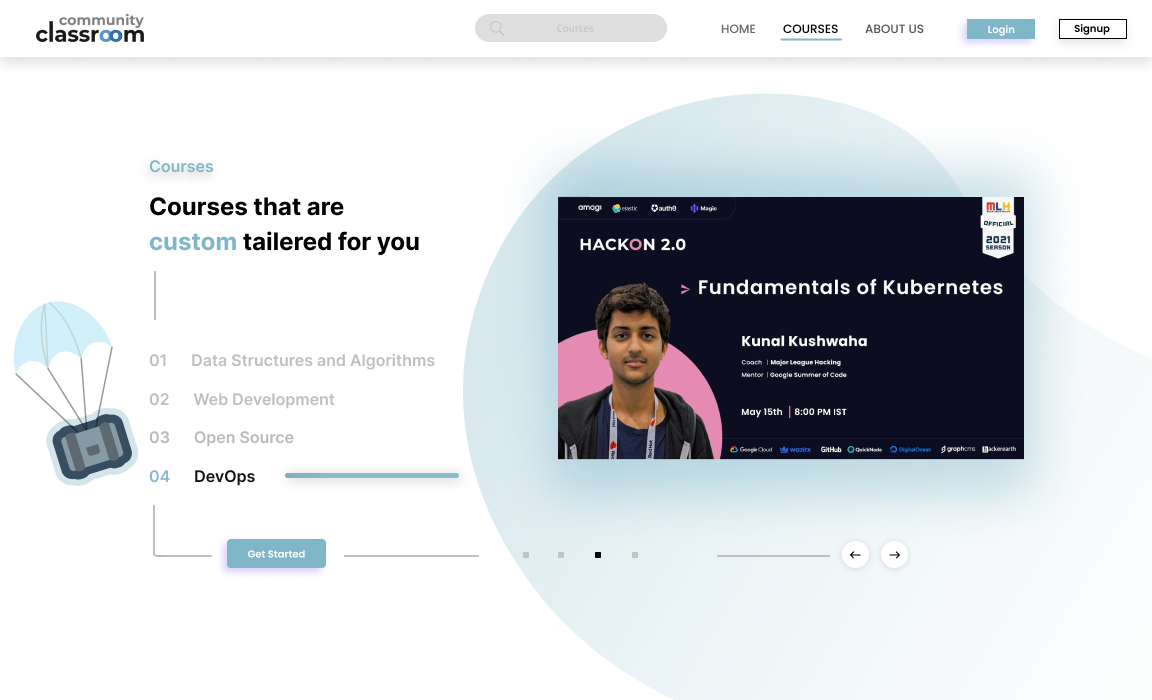 community
classroom
Courses
HOME
COURSES
ABOUT US
Login
Signup
Courses
Courses that are
custom tailered for you
01 Data Structures and Algorithms
02 Web Development
03 Open Source
04 DevOps
Get Started
amagi elastic auth0 Magic
MLH
OFFICIAL
2021
SEASON
HACKON 2.0
> Fundamentals of Kubernetes
Kunal Kushwaha
Coach | Major League Hacking
Mentor | Google Summer of Code
May 15th | 8:00 PM IST
Google Cloud wazirx GitHub QuickNode DigitalOcean graphcms hackerearth